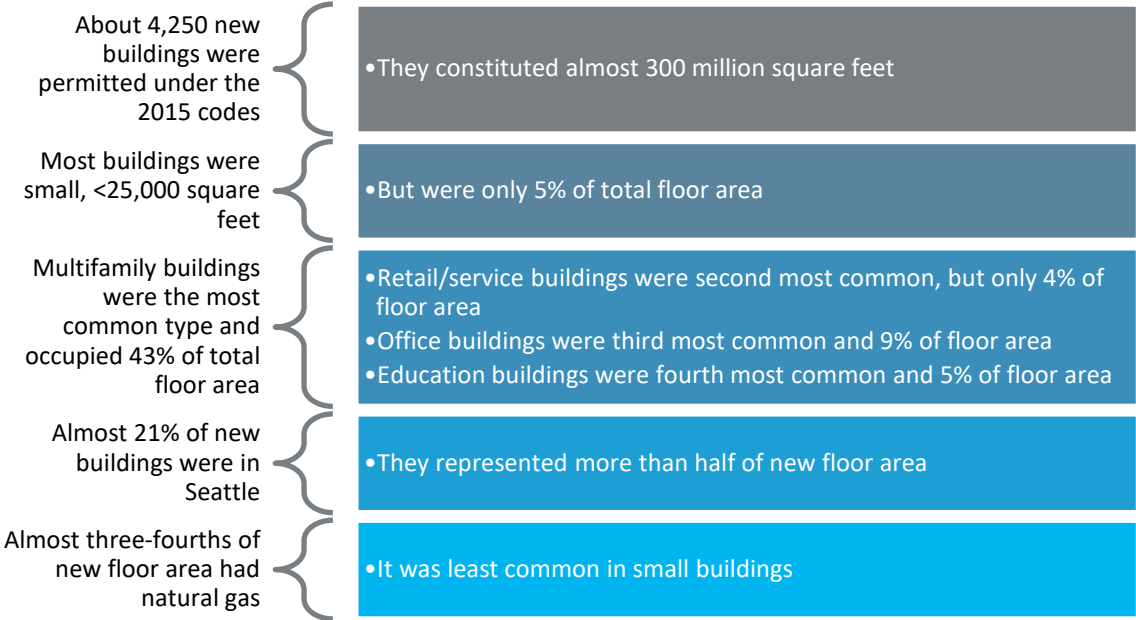 About 4,250 new
buildings were
permitted under the
2015 codes
•They constituted almost 300 million square feet
Most buildings were
small, <25,000 square
feet
•But were only 5% of total floor area
Multifamily buildings
were the most
common type and
occupied 43% of total
floor area
•Retail/service buildings were second most common, but only 4% of
floor area
•Office buildings were third most common and 9% of floor area
•Education buildings were fourth most common and 5% of floor area
Almost 21% of new
buildings were in
Seattle
•They represented more than half of new floor area
Almost three-fourths of
new floor area had
natural gas
•It was least common in small buildings